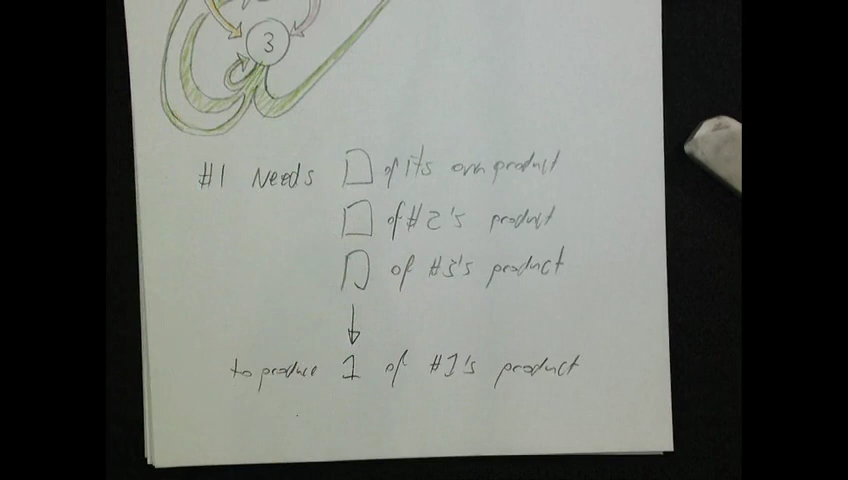 3
#1 Needs of its own product
of #2's product
of #3's product
to produce 1 of #1's product